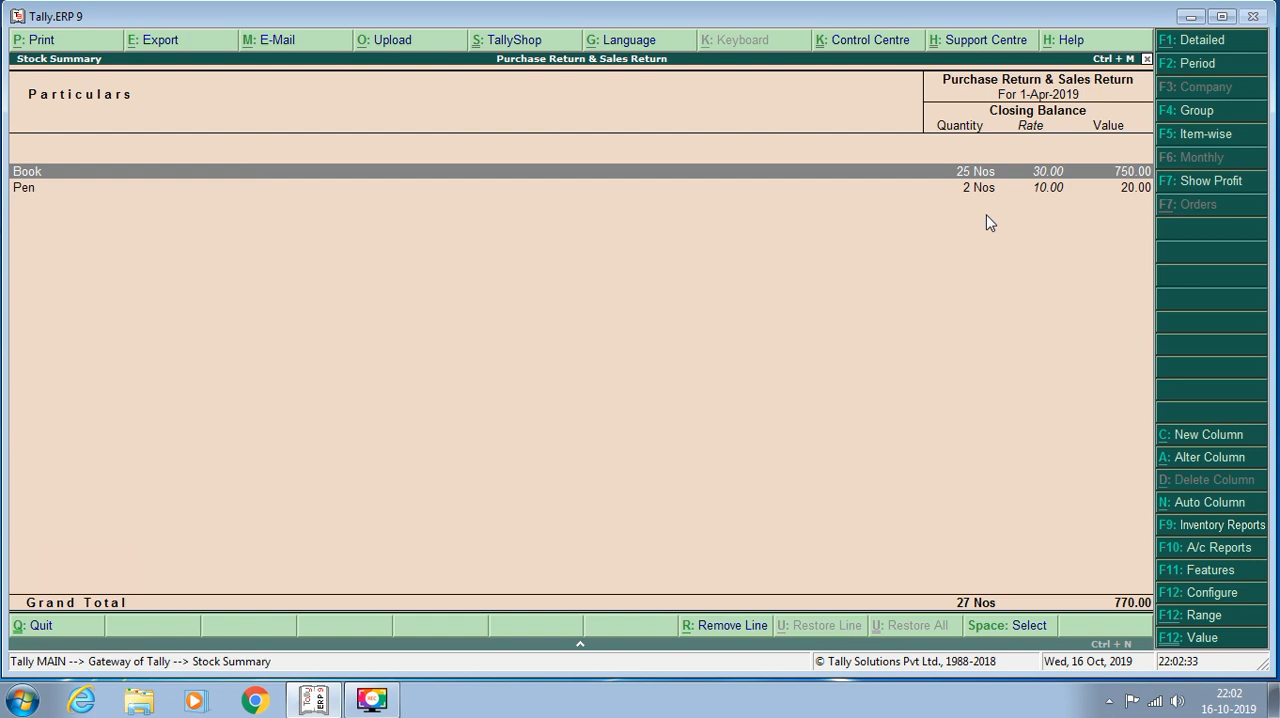 Tally.ERP 9
P: Print E: Export M: E-Mail O: Upload S: TallyShop G: Language K: Keyboard K: Control Centre H: Support Centre H: Help
Stock Summary Purchase Return & Sales Return Ctrl + M
Particulars
Purchase Return & Sales Return
For 1-Apr-2019
Closing Balance
Quantity Rate Value
Book 25 Nos 30.00 750.00
Pen 2 Nos 10.00 20.00
Grand Total 27 Nos 770.00
F1: Detailed
F2: Period
F3: Company
F4: Group
F5: Item-wise
F6: Monthly
F7: Show Profit
F7: Orders
C: New Column
A: Alter Column
D: Delete Column
N: Auto Column
F9: Inventory Reports
F10: A/c Reports
F11: Features
F12: Configure
F12: Range
F12: Value
Q: Quit R: Remove Line U: Restore Line U: Restore All Space: Select
Ctrl + N
Tally MAIN --> Gateway of Tally --> Stock Summary © Tally Solutions Pvt Ltd., 1988-2018 Wed, 16 Oct, 2019 22:02:33
22:02
16-10-2019
ERP 9
REC